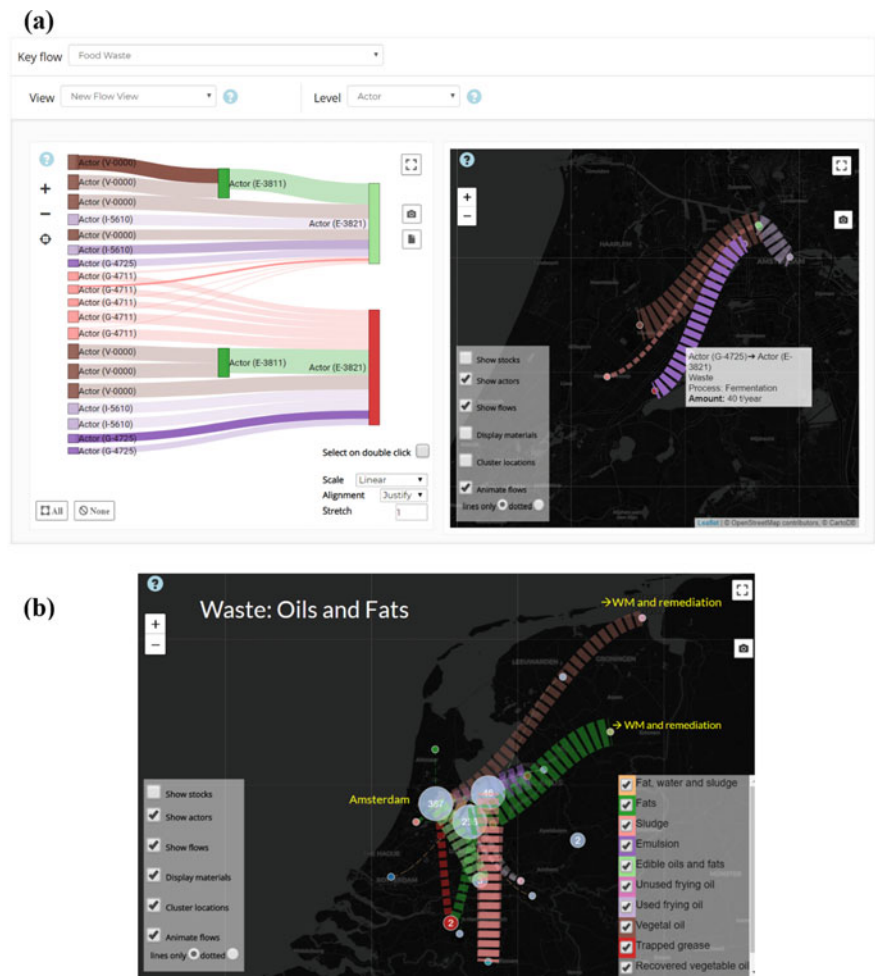 (a)
Key flow Food Waste
View New Flow View ? Level Actor ?
?
+
−
Actor (V-0000)
Actor (V-0000)
Actor (V-0000)
Actor (I-5610)
Actor (V-0000)
Actor (I-5610)
Actor (G-4725)
Actor (G-4711)
Actor (G-4711)
Actor (G-4711)
Actor (G-4711)
Actor (G-4711)
Actor (V-0000)
Actor (V-0000)
Actor (V-0000)
Actor (I-5610)
Actor (I-5610)
Actor (G-4725)
Actor (G-4725)
Actor (E-3811)
Actor (E-3821)
Actor (E-3811)
Actor (E-3821)
Select on double click
Scale Linear
Alignment Justify
Stretch 1
All None
?
+
−
HAARLEM
Show stocks
Show actors
Show flows
Display materials
Cluster locations
Animate flows
lines only dotted
Actor (G-4725)→ Actor (E-
3821)
Waste
Process: Fermentation
Amount: 40 t/year
Leaflet | © OpenStreetMap contributors, © CartoDB
(b)
?
+
−
Waste: Oils and Fats
→WM and remediation
LEEUWARDEN
GRONINGEN
→WM and remediation
Amsterdam
2
2
Show stocks
Show actors
Show flows
Display materials
Cluster locations
Animate flows
lines only dotted
Fat, water and sludge
Fats
Sludge
Emulsion
Edible oils and fats
Unused frying oil
Used frying oil
Vegetal oil
Trapped grease
Recovered vegetable oil